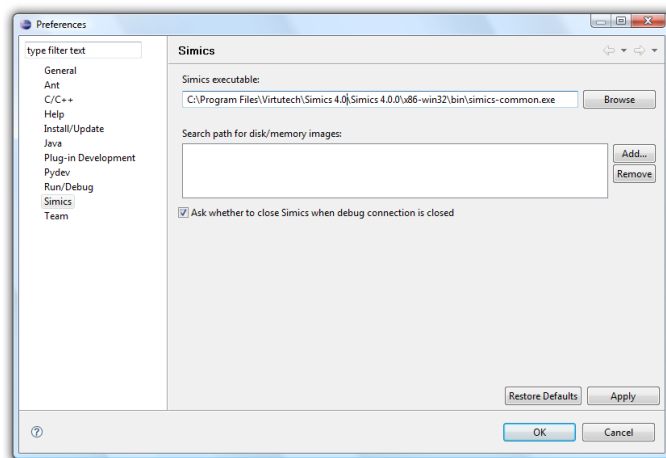 Preferences
type filter text
General
Ant
C/C++
Help
Install/Update
Java
Plug-in Development
Pydev
Run/Debug
Simics
Team
Simics
Simics executable:
C:\Program Files\Virtutech\Simics 4.0\Simics 4.0.0\x86-win32\bin\simics-common.exe
Browse
Search path for disk/memory images:
Add...
Remove
Ask whether to close Simics when debug connection is closed
Restore Defaults
Apply
OK
Cancel